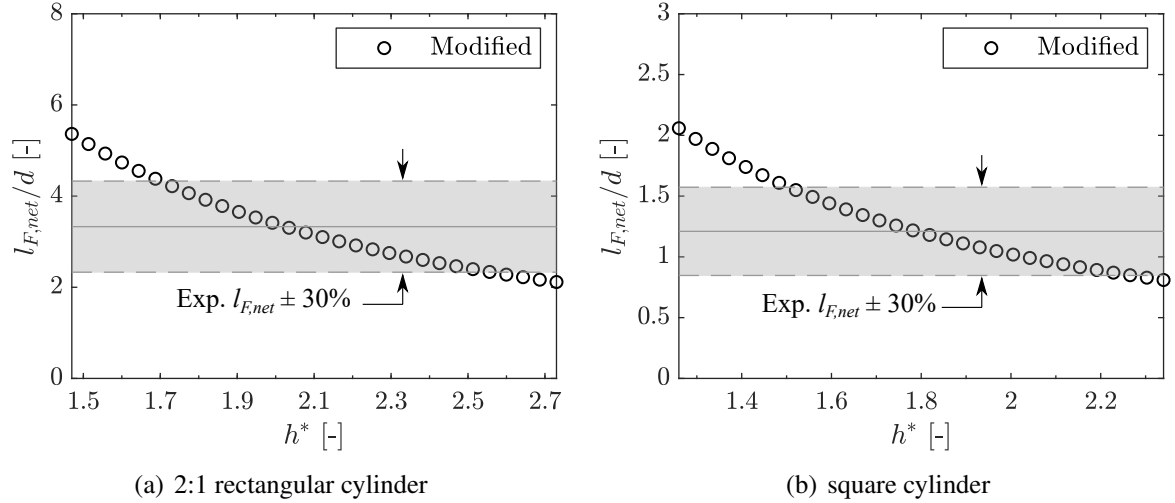 8
6
4
2
0
l_{F,net}/d [-]
Modified
Exp. l_{F,net} ± 30%
1.5 1.7 1.9 2.1 2.3 2.5 2.7
h* [-]
(a) 2:1 rectangular cylinder
3
2.5
2
1.5
1
0.5
0
l_{F,net}/d [-]
Modified
Exp. l_{F,net} ± 30%
1.4 1.6 1.8 2 2.2
h* [-]
(b) square cylinder